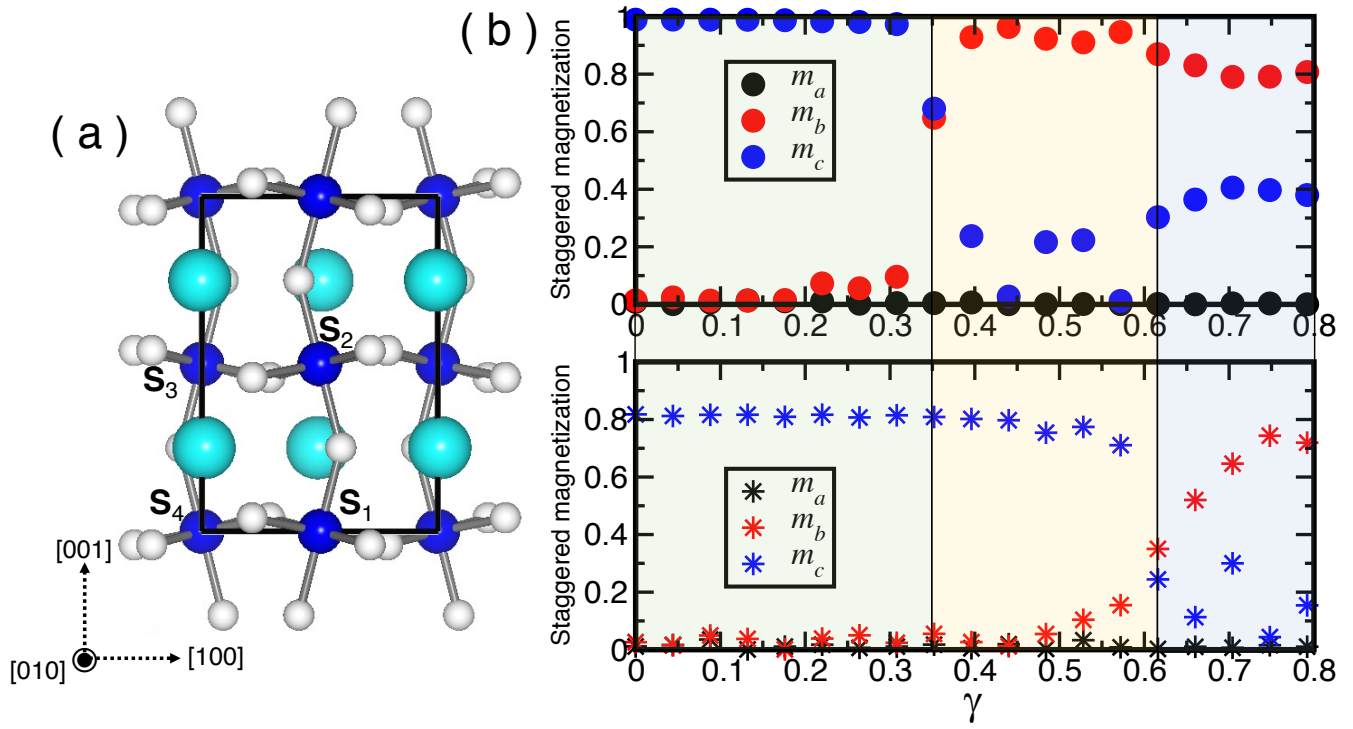 ( a )
S2
S3
S4
S1
[001]
[010]
[100]
( b )
Staggered magnetization
1
0.8
0.6
0.4
0.2
0
m_a
m_b
m_c
0 0.1 0.2 0.3 0.4 0.5 0.6 0.7 0.8
Staggered magnetization
1
0.8
0.6
0.4
0.2
0
m_a
m_b
m_c
0 0.1 0.2 0.3 0.4 0.5 0.6 0.7 0.8
γ